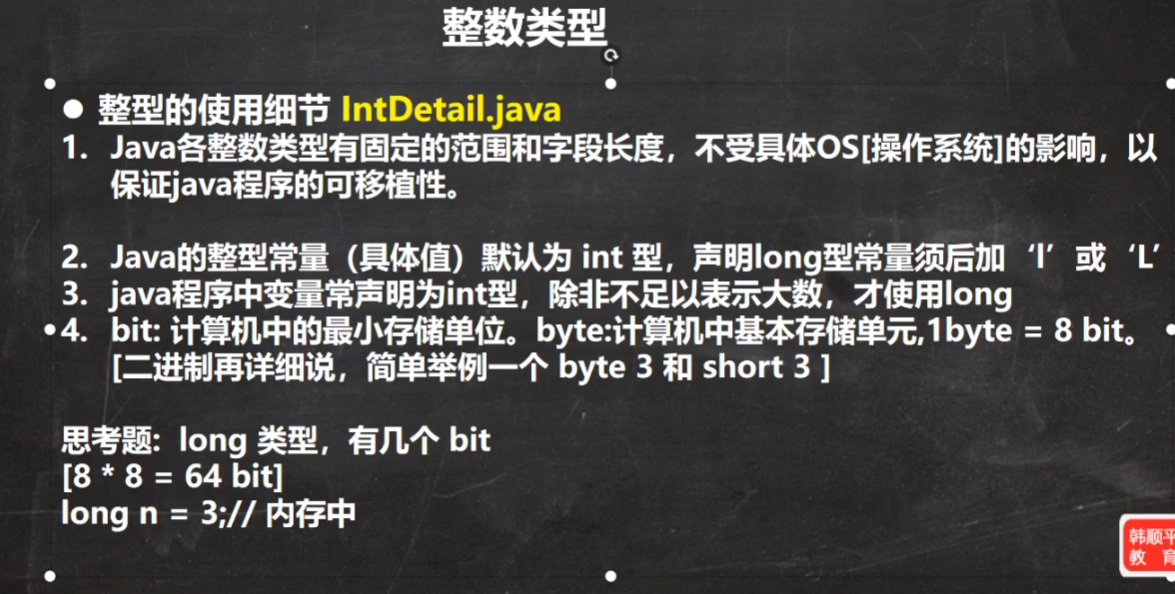 整数类型
● 整型的使用细节 IntDetail.java
1. Java各整数类型有固定的范围和字段长度，不受具体OS[操作系统]的影响，以
保证java程序的可移植性。
2. Java的整型常量（具体值）默认为 int 型，声明long型常量须后加‘l’或‘L’
3. java程序中变量常声明为int型，除非不足以表示大数，才使用long
4. bit: 计算机中的最小存储单位。byte:计算机中基本存储单元,1byte = 8 bit。
[二进制再详细说，简单举例一个 byte 3 和 short 3 ]
思考题: long 类型，有几个 bit
[8 * 8 = 64 bit]
long n = 3;// 内存中
韩顺平
教 育